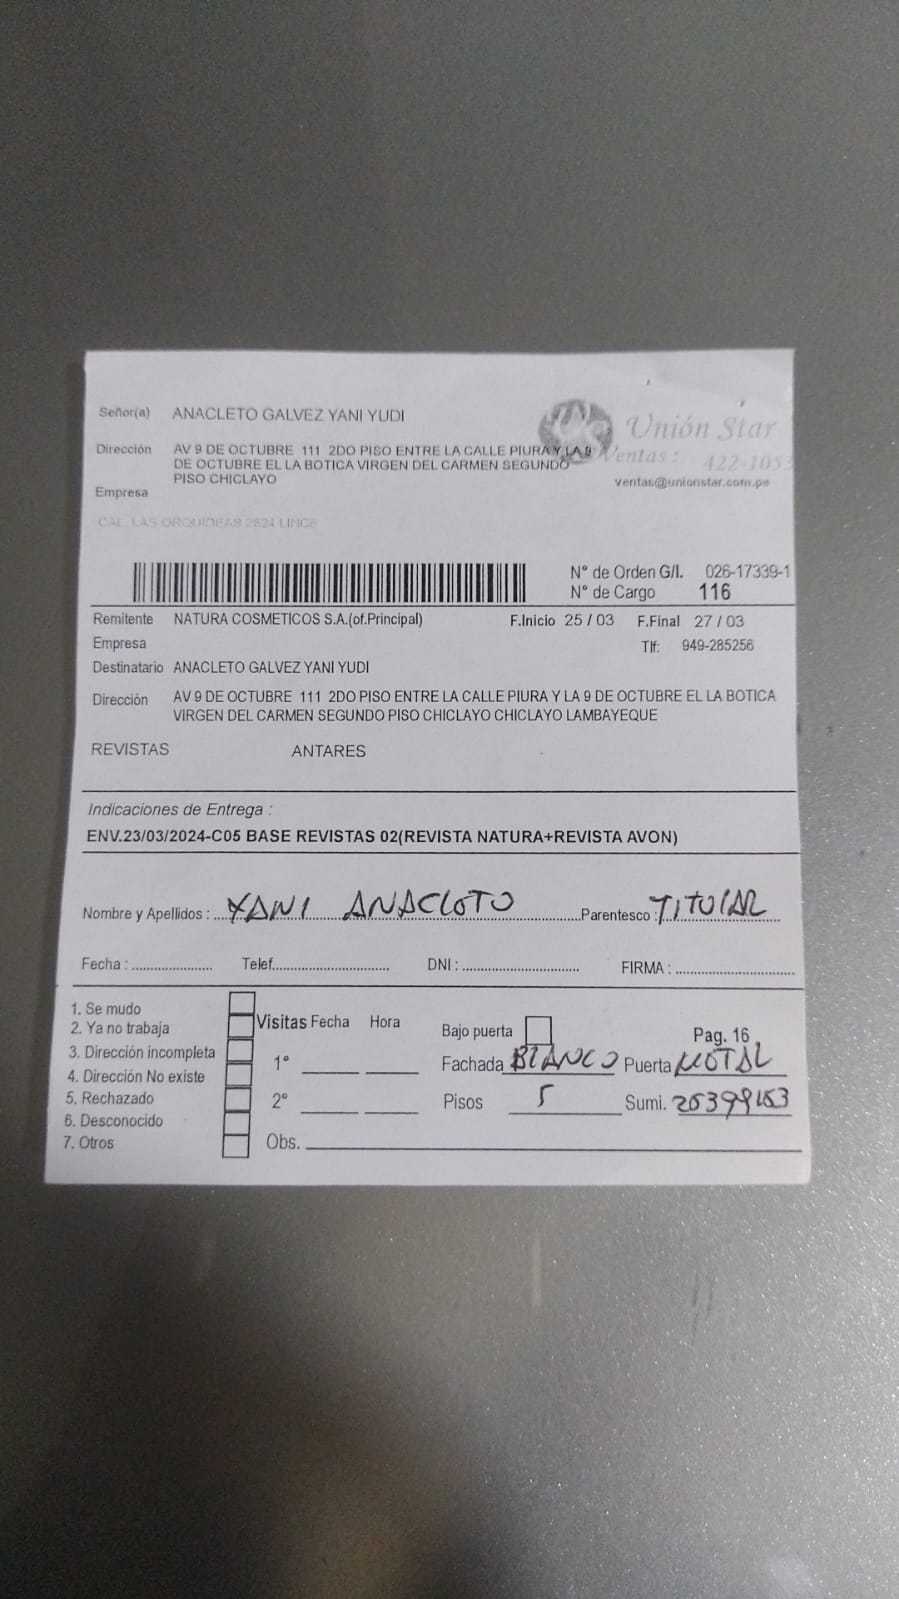 Señor(a) ANACLETO GALVEZ YANI YUDI
Unión Star
Dirección AV 9 DE OCTUBRE 111 2DO PISO ENTRE LA CALLE PIURA Y LA 9
DE OCTUBRE EL LA BOTICA VIRGEN DEL CARMEN SEGUNDO
PISO CHICLAYO
Ventas : 422-1053
ventas@unionstar.com.pe
Empresa
CAL. LAS ORQUIDEAS 2624 LINCE
N° de Orden G/I. 026-17339-1
N° de Cargo 116
Remitente NATURA COSMETICOS S.A.(of.Principal) F.Inicio 25 / 03 F.Final 27 / 03
Empresa Tlf: 949-285256
Destinatario ANACLETO GALVEZ YANI YUDI
Dirección AV 9 DE OCTUBRE 111 2DO PISO ENTRE LA CALLE PIURA Y LA 9 DE OCTUBRE EL LA BOTICA
VIRGEN DEL CARMEN SEGUNDO PISO CHICLAYO CHICLAYO LAMBAYEQUE
REVISTAS ANTARES
Indicaciones de Entrega :
ENV.23/03/2024-C05 BASE REVISTAS 02(REVISTA NATURA+REVISTA AVON)
Nombre y Apellidos : YANI ANACLOTO Parentesco : TITULAR
Fecha : Telef. DNI : FIRMA :
1. Se mudo
2. Ya no trabaja
3. Dirección incompleta
4. Dirección No existe
5. Rechazado
6. Desconocido
7. Otros
Visitas Fecha Hora
1°
2°
Obs.
Bajo puerta Pag. 16
Fachada BLANCO Puerta METAL
Pisos 5 Sumi.